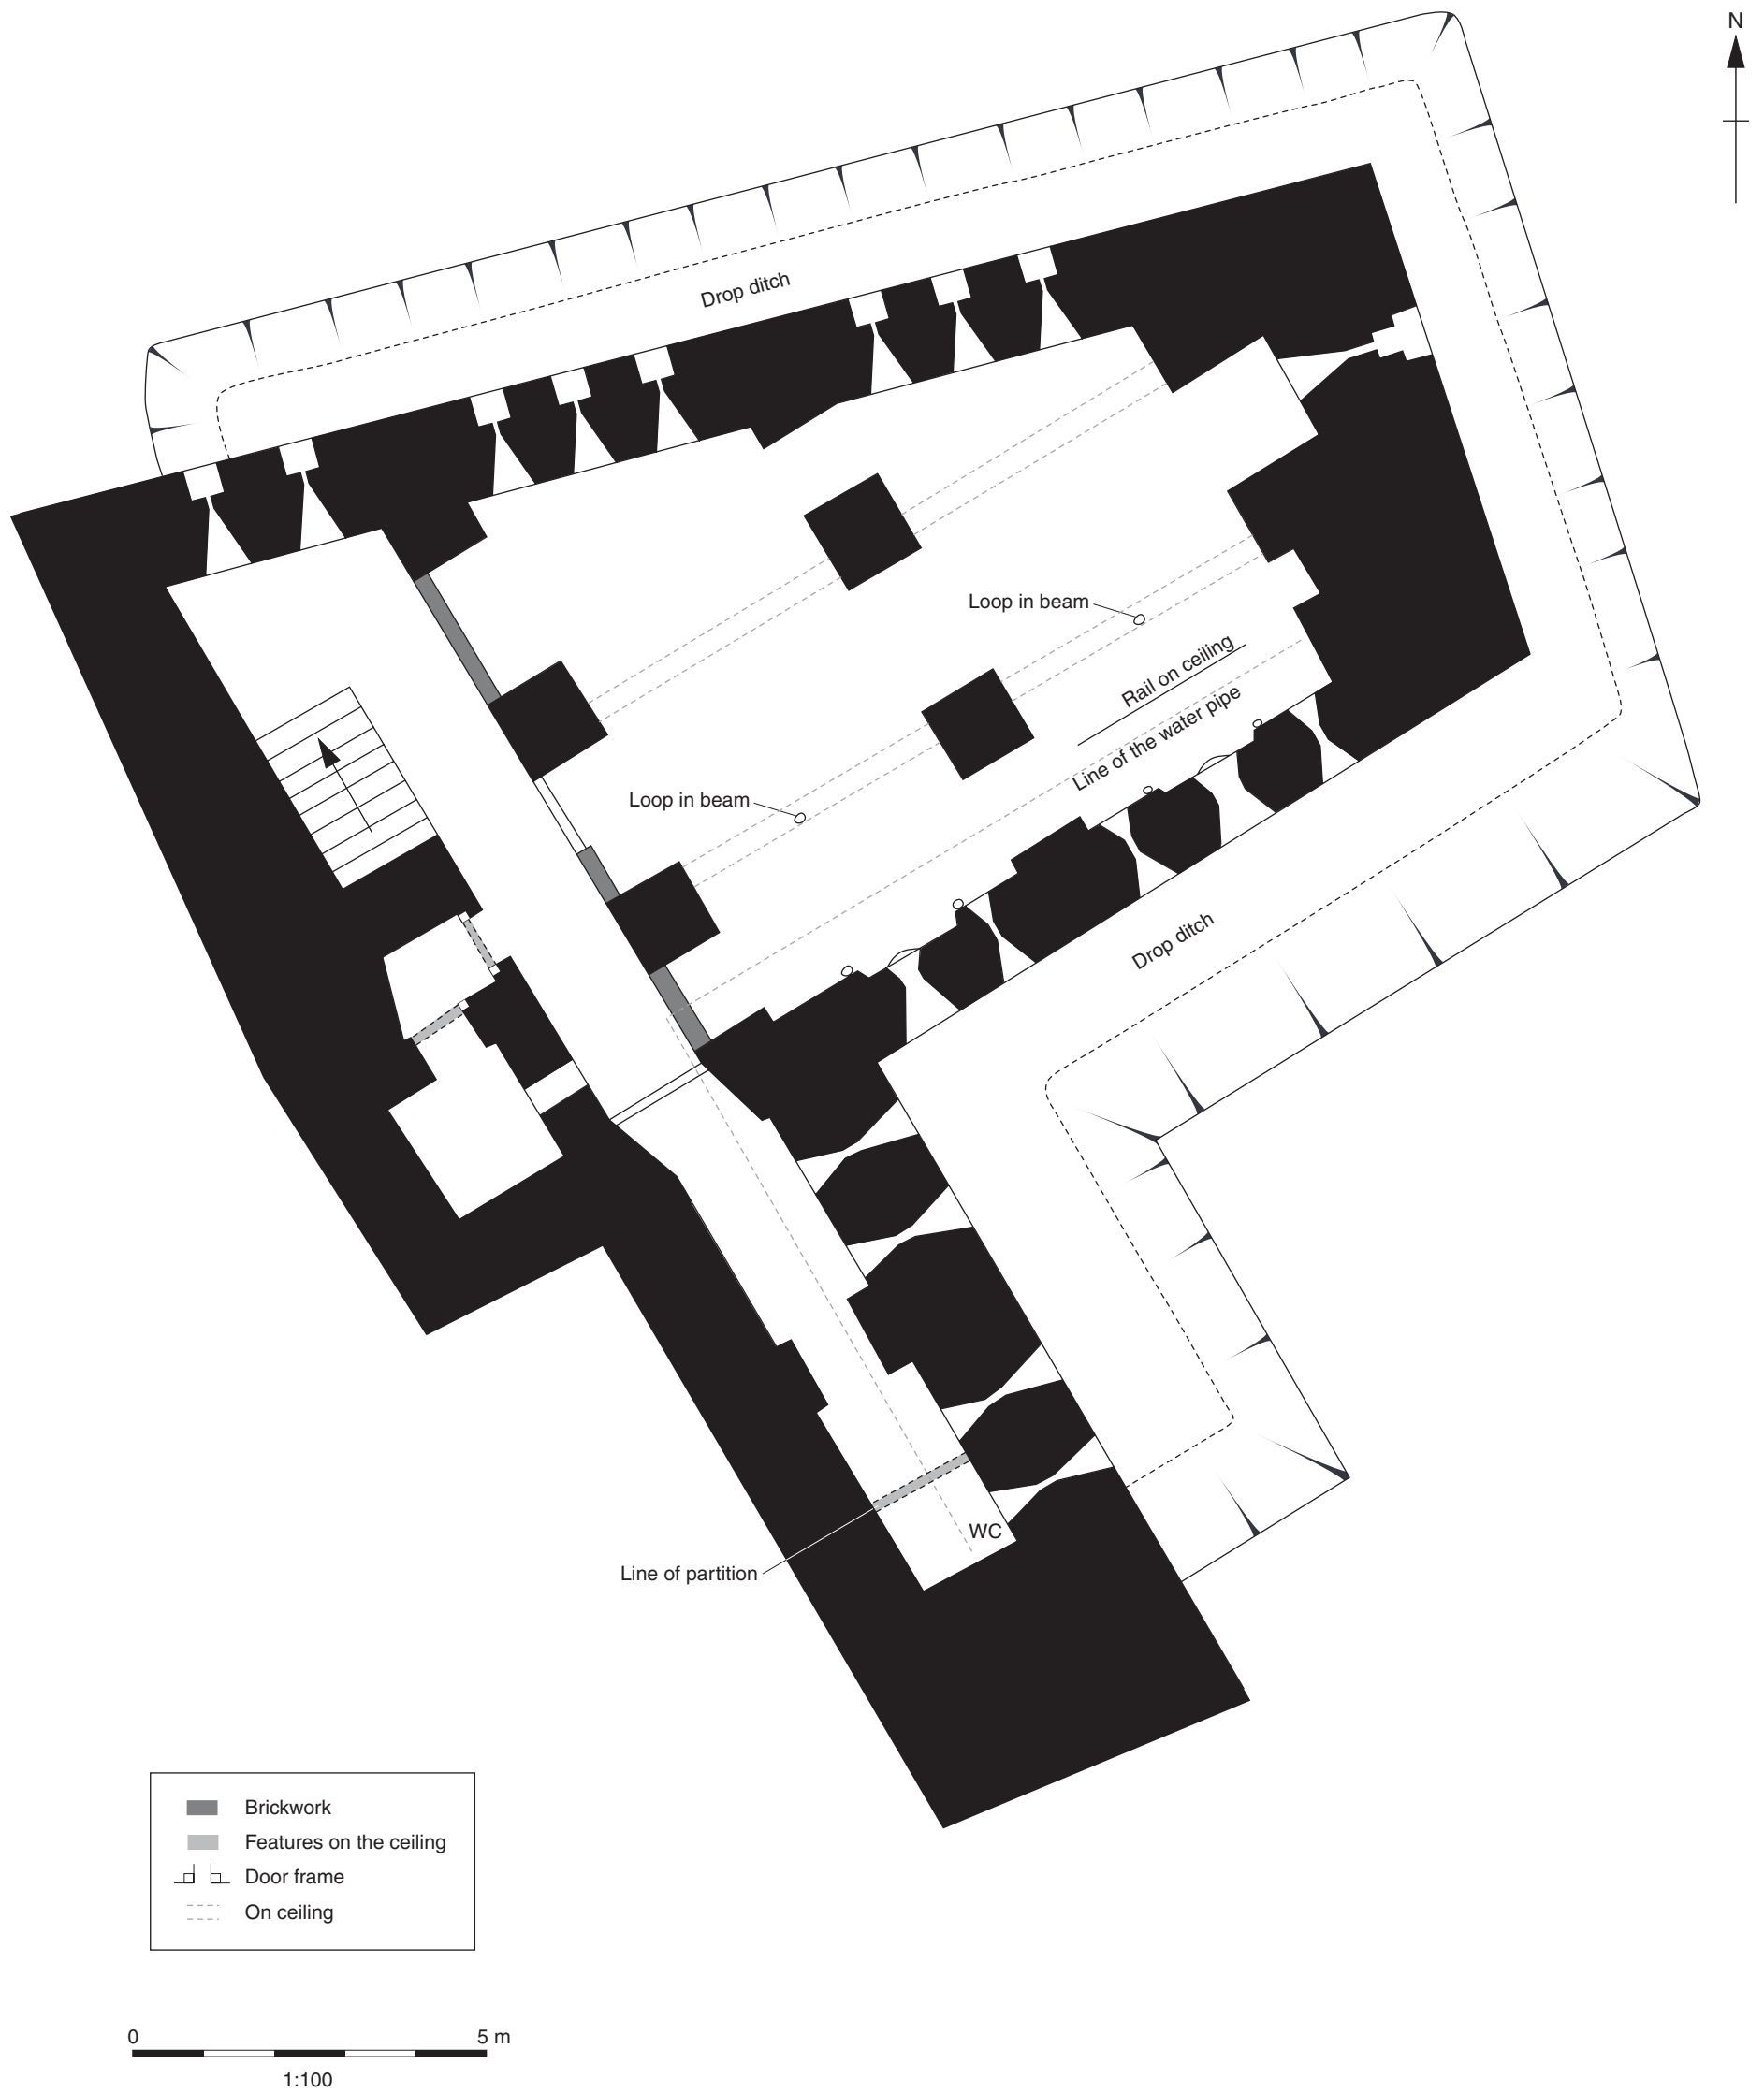 N
Drop ditch
Loop in beam
Rail on ceiling
Line of the water pipe
Loop in beam
Drop ditch
WC
Line of partition
Brickwork
Features on the ceiling
Door frame
On ceiling
0 5 m
1:100